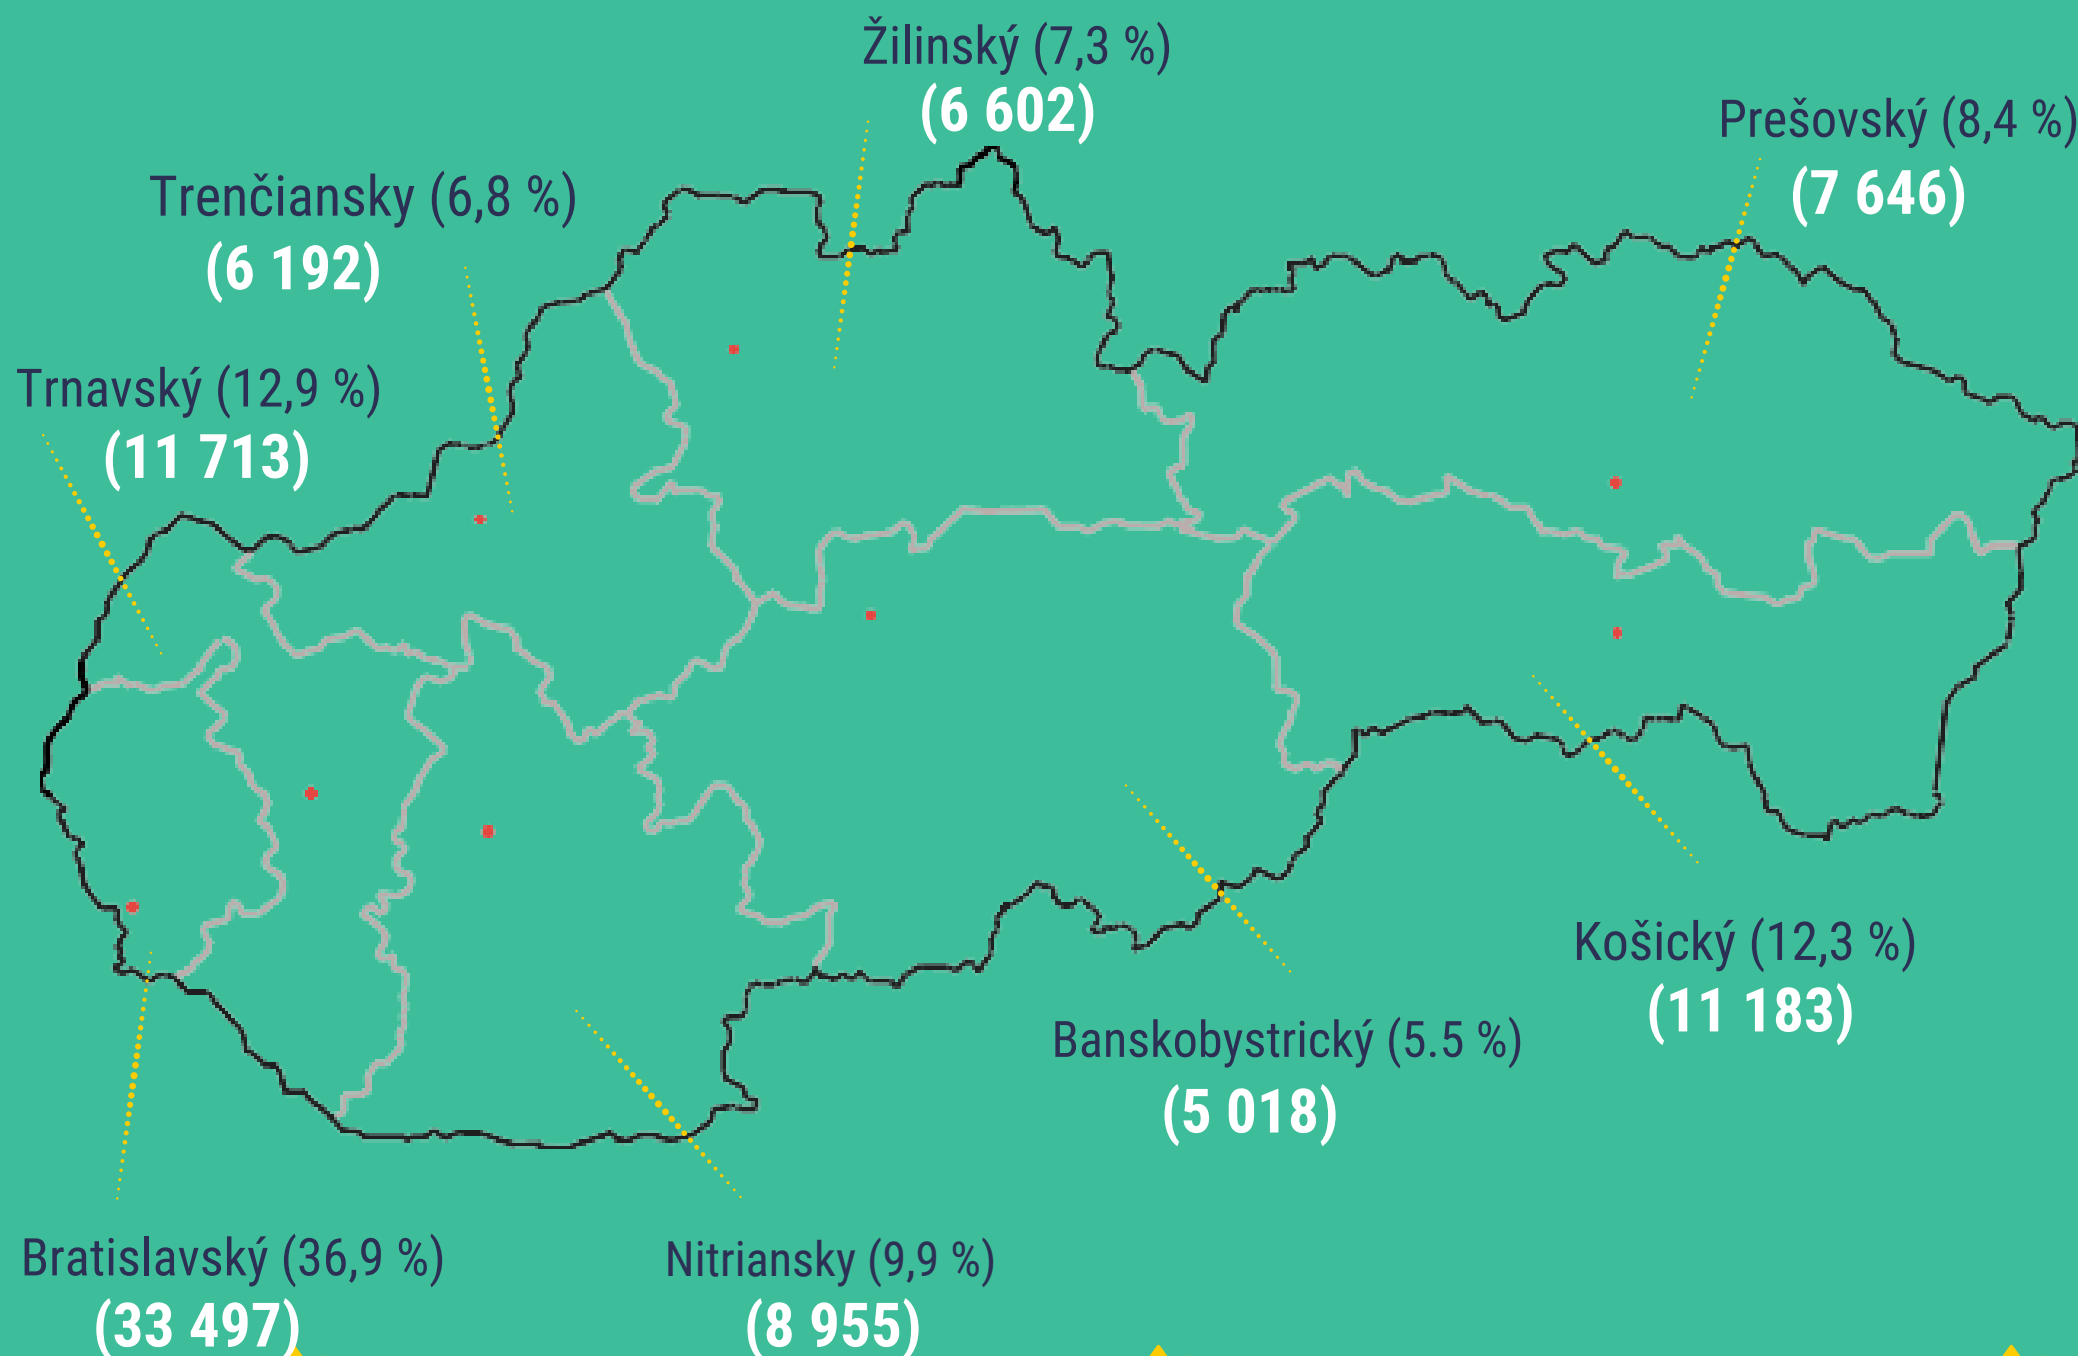 Žilinský (7,3 %)
(6 602)
Prešovský (8,4 %)
(7 646)
Trenčiansky (6,8 %)
(6 192)
Trnavský (12,9 %)
(11 713)
Košický (12,3 %)
(11 183)
Banskobystrický (5.5 %)
(5 018)
Bratislavský (36,9 %)
(33 497)
Nitriansky (9,9 %)
(8 955)